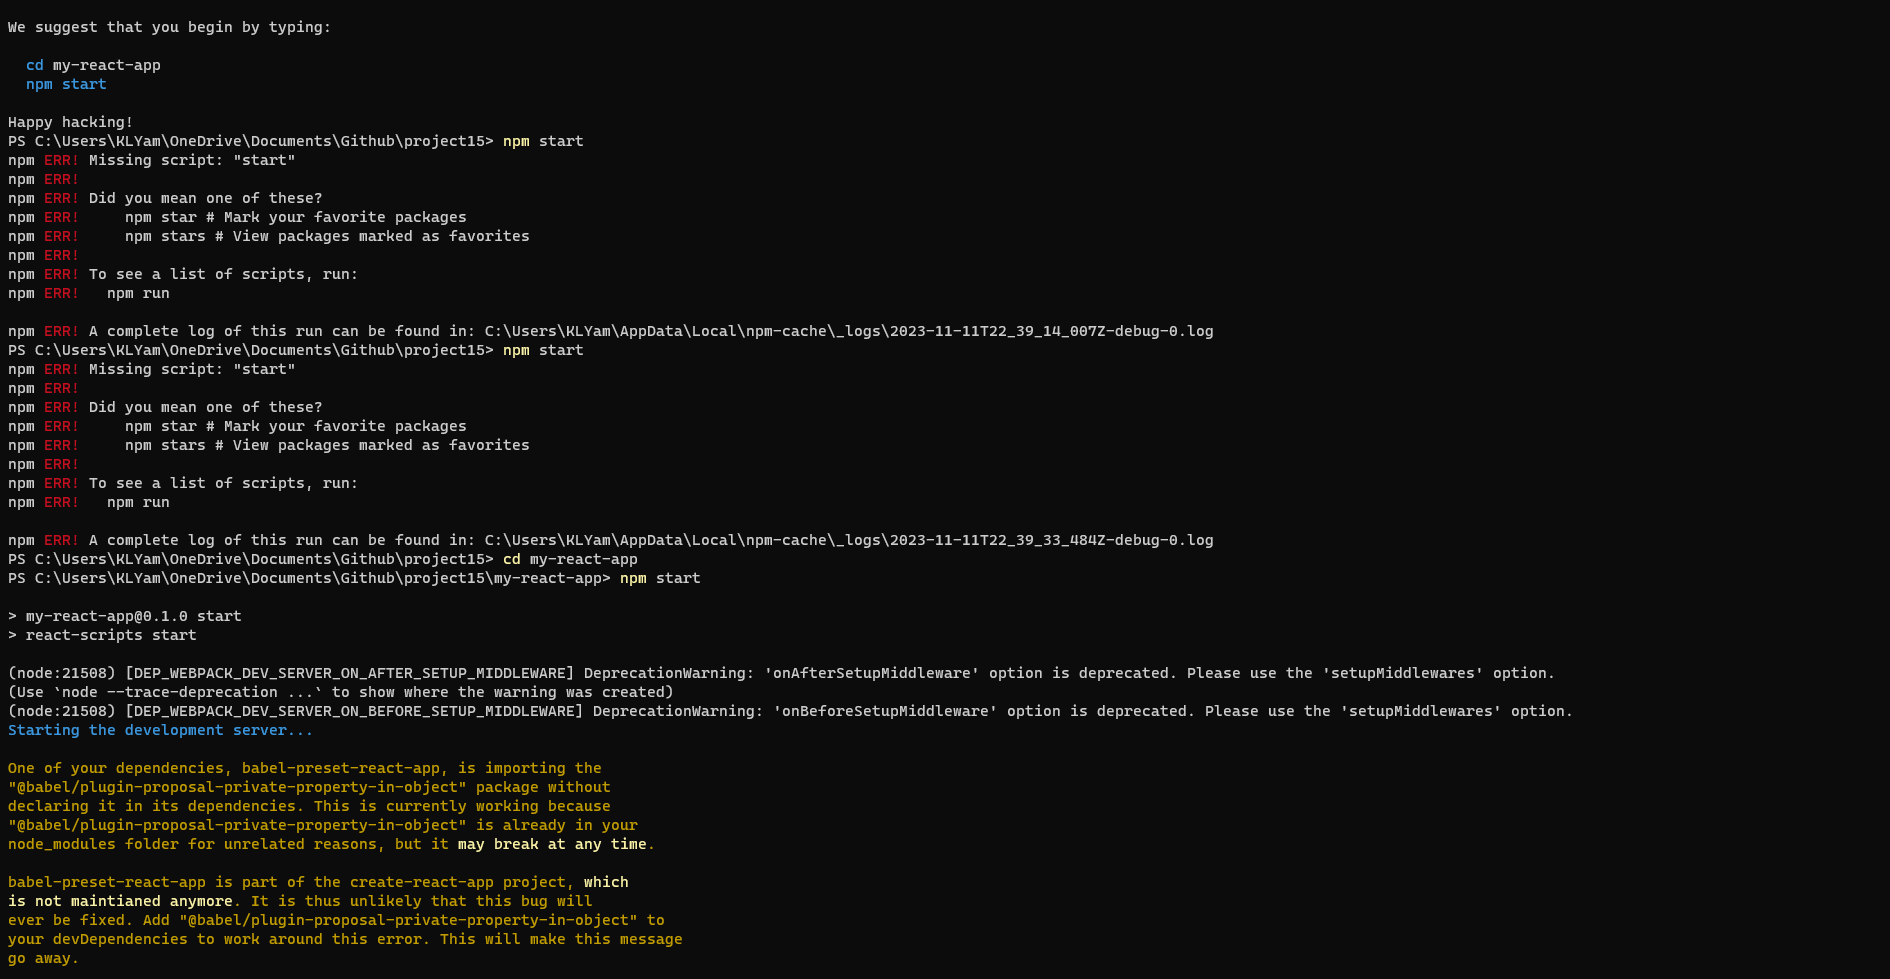 We suggest that you begin by typing:
cd my-react-app
npm start
Happy hacking!
PS C:\Users\KLYam\OneDrive\Documents\Github\project15> npm start
npm ERR! Missing script: "start"
npm ERR!
npm ERR! Did you mean one of these?
npm ERR!     npm star # Mark your favorite packages
npm ERR!     npm stars # View packages marked as favorites
npm ERR!
npm ERR! To see a list of scripts, run:
npm ERR!   npm run
npm ERR! A complete log of this run can be found in: C:\Users\KLYam\AppData\Local\npm-cache\_logs\2023-11-11T22_39_14_007Z-debug-0.log
PS C:\Users\KLYam\OneDrive\Documents\Github\project15> npm start
npm ERR! Missing script: "start"
npm ERR!
npm ERR! Did you mean one of these?
npm ERR!     npm star # Mark your favorite packages
npm ERR!     npm stars # View packages marked as favorites
npm ERR!
npm ERR! To see a list of scripts, run:
npm ERR!   npm run
npm ERR! A complete log of this run can be found in: C:\Users\KLYam\AppData\Local\npm-cache\_logs\2023-11-11T22_39_33_484Z-debug-0.log
PS C:\Users\KLYam\OneDrive\Documents\Github\project15> cd my-react-app
PS C:\Users\KLYam\OneDrive\Documents\Github\project15\my-react-app> npm start
> my-react-app@0.1.0 start
> react-scripts start
(node:21508) [DEP_WEBPACK_DEV_SERVER_ON_AFTER_SETUP_MIDDLEWARE] DeprecationWarning: 'onAfterSetupMiddleware' option is deprecated. Please use the 'setupMiddlewares' option.
(Use `node --trace-deprecation ...` to show where the warning was created)
(node:21508) [DEP_WEBPACK_DEV_SERVER_ON_BEFORE_SETUP_MIDDLEWARE] DeprecationWarning: 'onBeforeSetupMiddleware' option is deprecated. Please use the 'setupMiddlewares' option.
Starting the development server...
One of your dependencies, babel-preset-react-app, is importing the
"@babel/plugin-proposal-private-property-in-object" package without
declaring it in its dependencies. This is currently working because
"@babel/plugin-proposal-private-property-in-object" is already in your
node_modules folder for unrelated reasons, but it may break at any time.
babel-preset-react-app is part of the create-react-app project, which
is not maintianed anymore. It is thus unlikely that this bug will
ever be fixed. Add "@babel/plugin-proposal-private-property-in-object" to
your devDependencies to work around this error. This will make this message
go away.